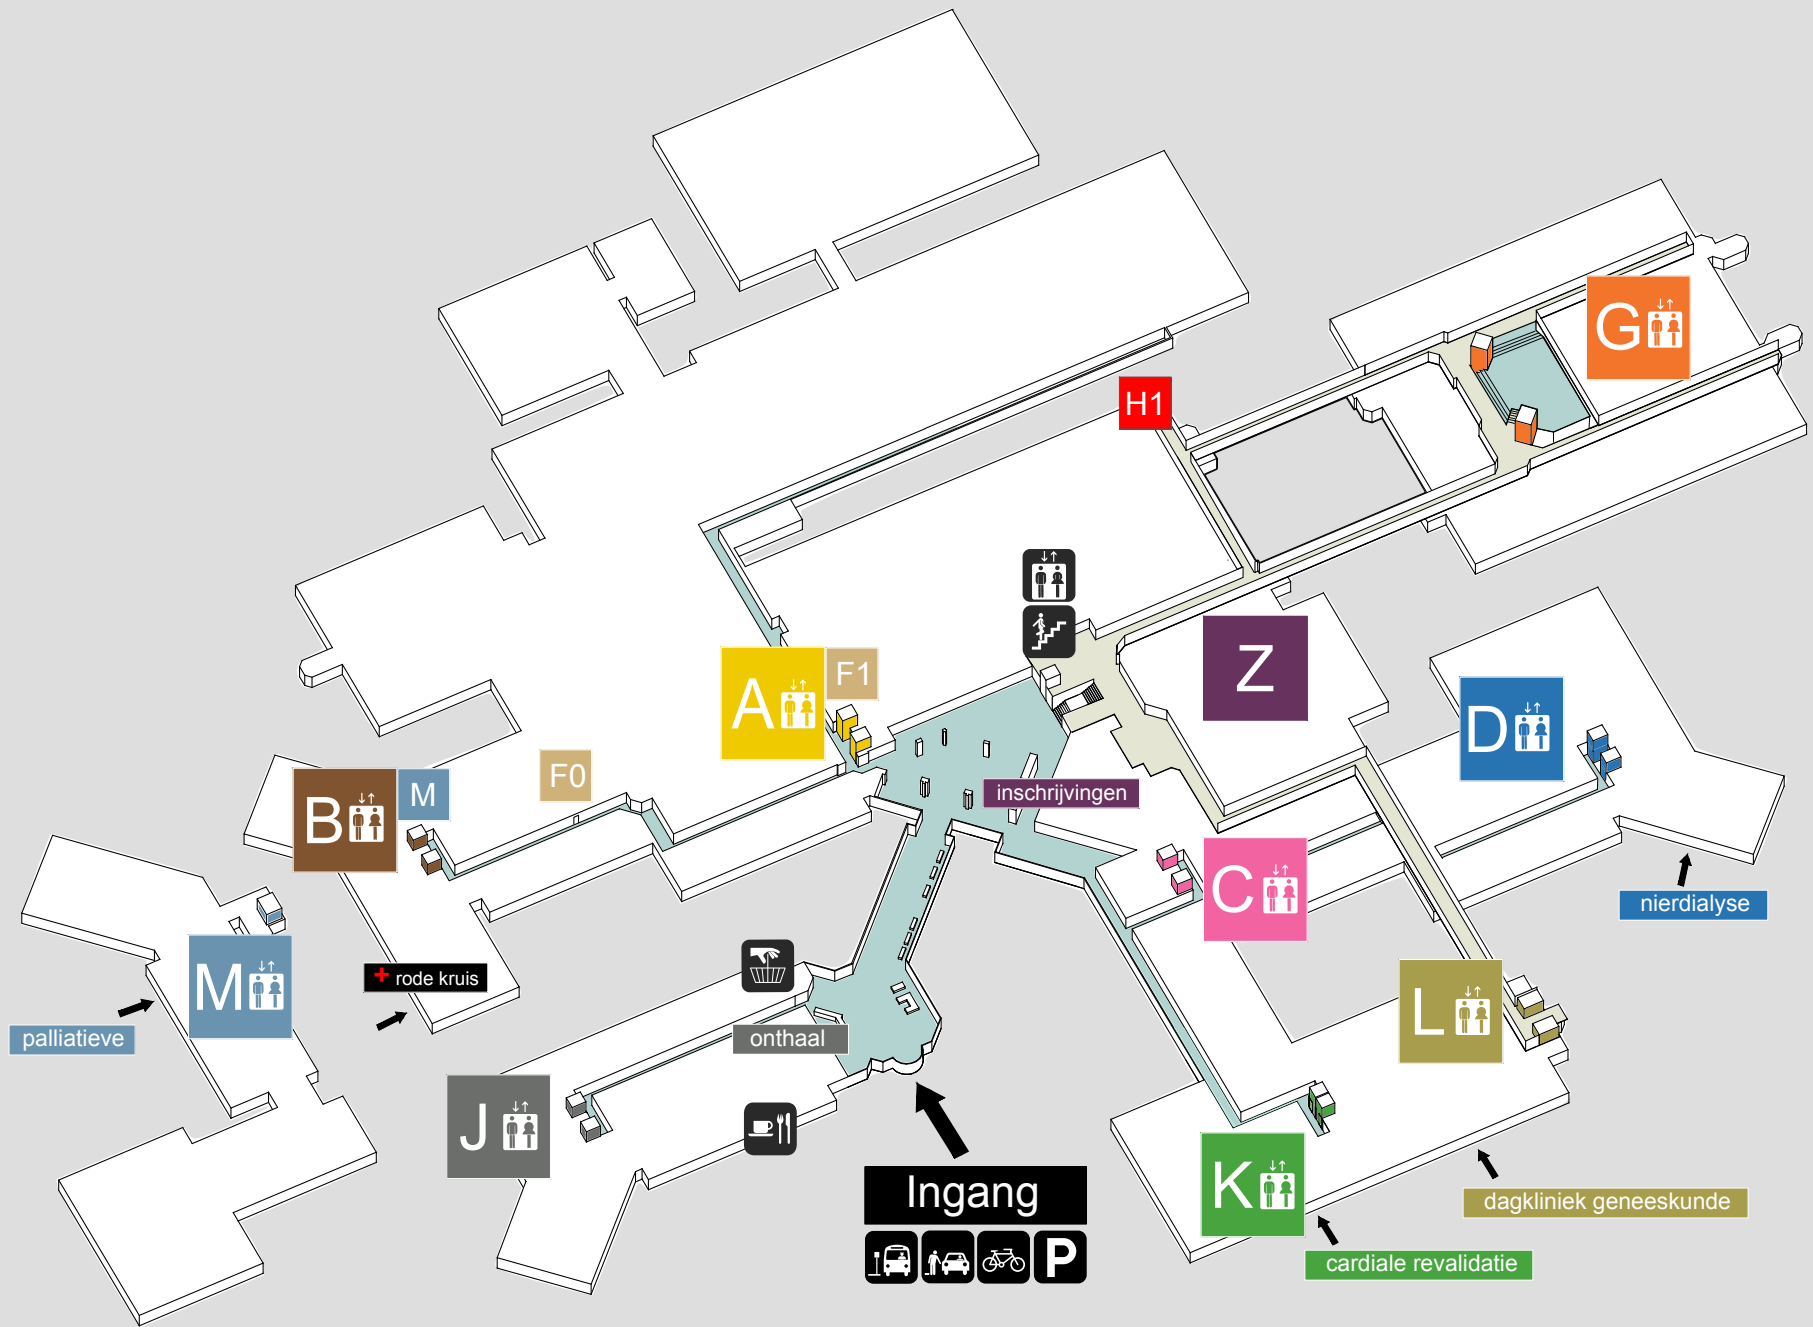 G
H1
A
F1
Z
D
B
M
F0
inschrijvingen
C
nierdialyse
M
+ rode kruis
L
palliatieve
onthaal
J
K
Ingang
P
dagkliniek geneeskunde
cardiale revalidatie